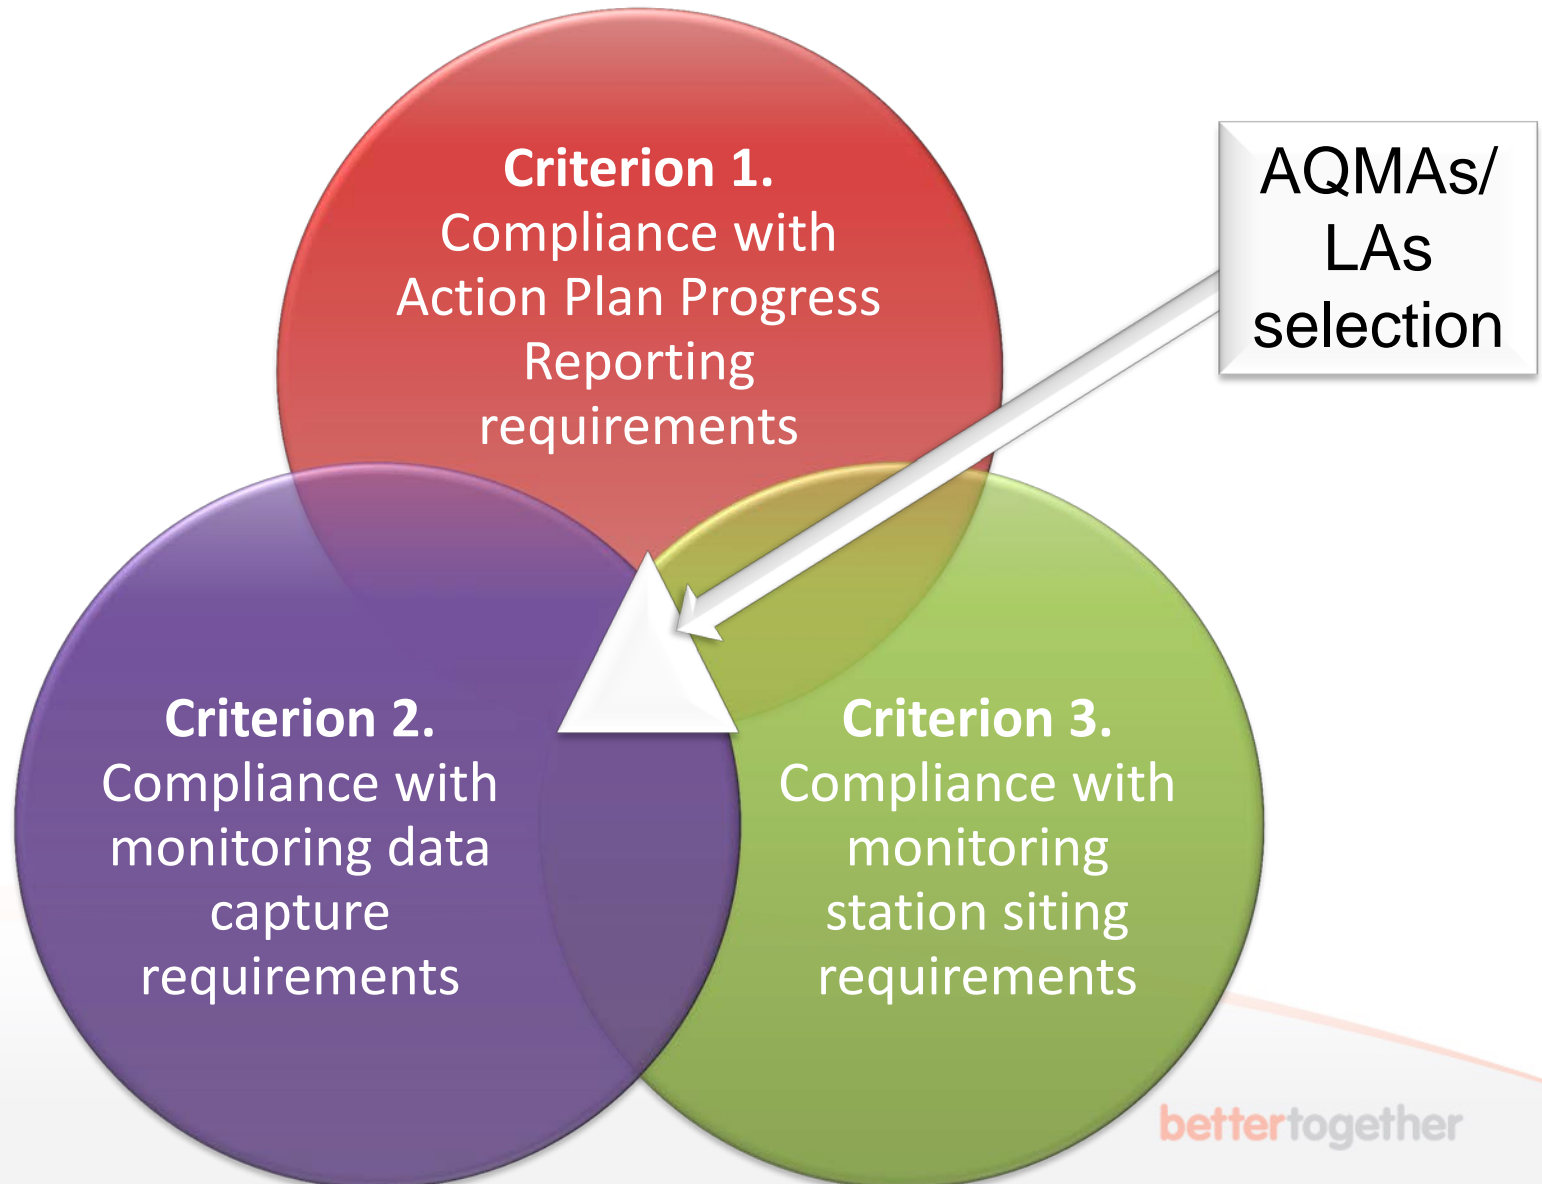 Criterion 1.
Compliance with
Action Plan Progress
Reporting
requirements
AQMAs/
LAs
selection
Criterion 2.
Compliance with
monitoring data
capture
requirements
Criterion 3.
Compliance with
monitoring
station siting
requirements
bettertogether